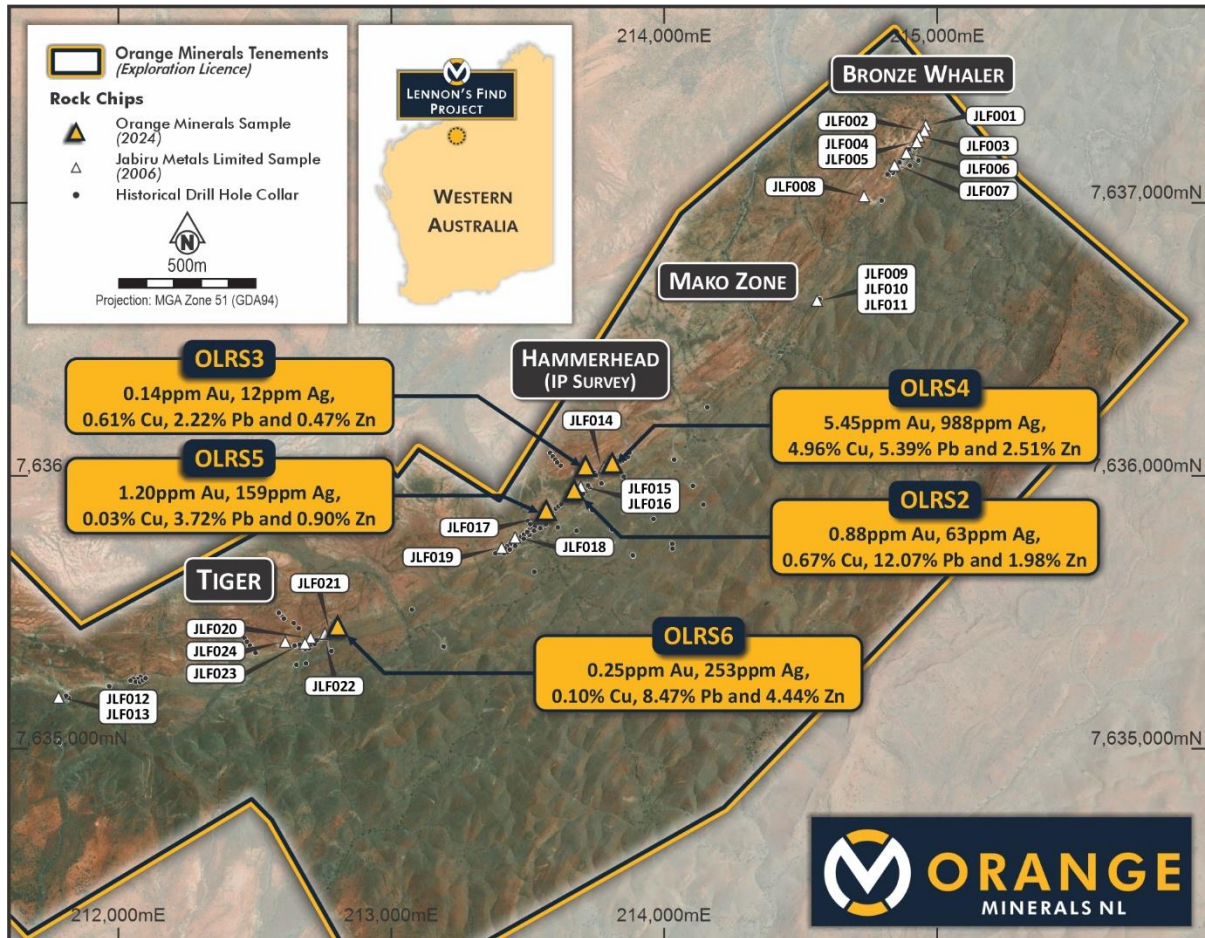 Orange Minerals Tenements
(Exploration Licence)
Rock Chips
Orange Minerals Sample
(2024)
Jabiru Metals Limited Sample
(2006)
Historical Drill Hole Collar
N
500m
Projection: MGA Zone 51 (GDA94)
LENNON'S FIND
PROJECT
WESTERN
AUSTRALIA
214,000mE
215,000mE
BRONZE WHALER
JLF002
JLF001
JLF004
JLF005
JLF003
JLF006
JLF007
JLF008
7,637,000mN
MAKO ZONE
JLF009
JLF010
JLF011
HAMMERHEAD
(IP SURVEY)
OLRS3
0.14ppm Au, 12ppm Ag,
0.61% Cu, 2.22% Pb and 0.47% Zn
JLF014
OLRS4
5.45ppm Au, 988ppm Ag,
4.96% Cu, 5.39% Pb and 2.51% Zn
7,636
7,636,000mN
OLRS5
1.20ppm Au, 159ppm Ag,
0.03% Cu, 3.72% Pb and 0.90% Zn
JLF015
JLF016
OLRS2
0.88ppm Au, 63ppm Ag,
0.67% Cu, 12.07% Pb and 1.98% Zn
JLF017
JLF018
JLF019
TIGER
JLF021
JLF020
JLF024
JLF023
JLF022
OLRS6
0.25ppm Au, 253ppm Ag,
0.10% Cu, 8.47% Pb and 4.44% Zn
JLF012
JLF013
7,635,000mN
7,635,000mN
212,000mE
213,000mE
214,000mE
ORANGE
MINERALS NL